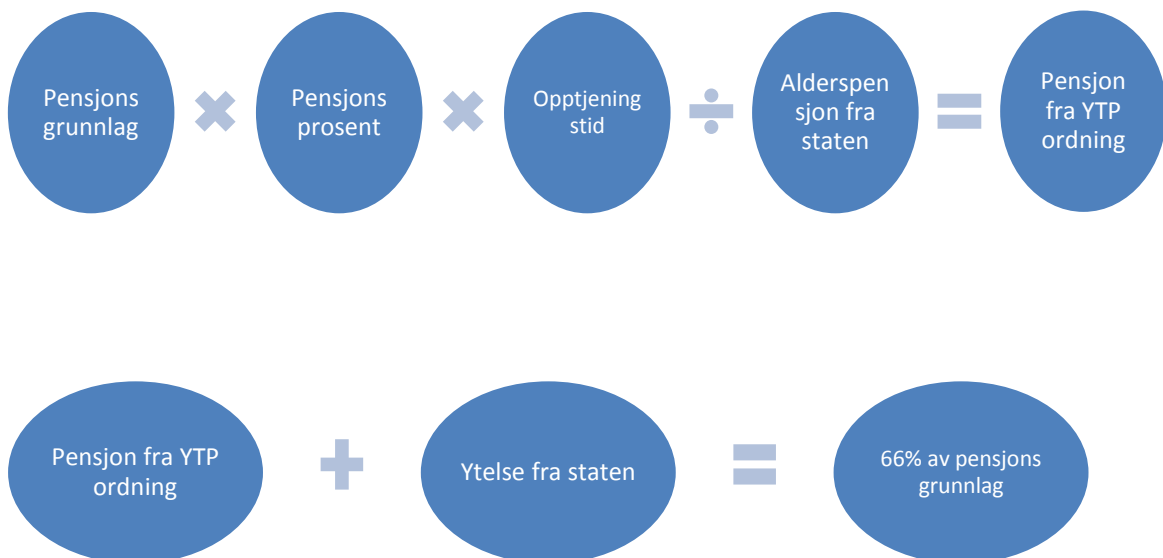 Pensjons
grunnlag
Pensjons
prosent
Opptjening
stid
Alderspen
sjon fra
staten
Pensjon
fra YTP
ordning
Pensjon fra YTP
ordning
Ytelse fra staten
66% av pensjons
grunnlag